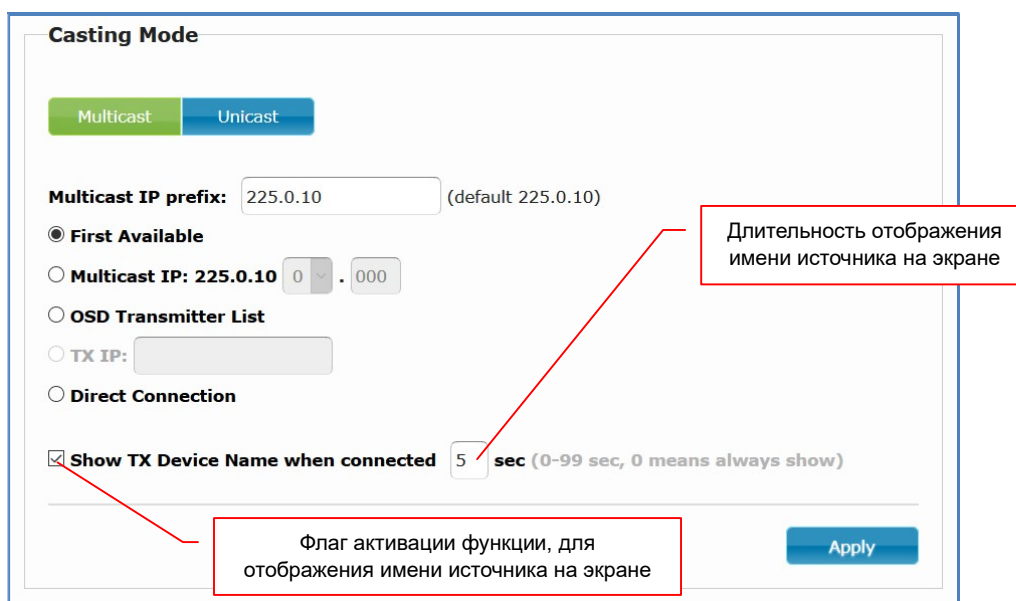 Casting Mode
Multicast Unicast
Multicast IP prefix: 225.0.10 (default 225.0.10)
First Available
Длительность отображения
имени источника на экране
Multicast IP: 225.0.10 0 . 000
OSD Transmitter List
TX IP:
Direct Connection
Show TX Device Name when connected 5 sec (0-99 sec, 0 means always show)
Флаг активации функции, для
отображения имени источника на экране
Apply